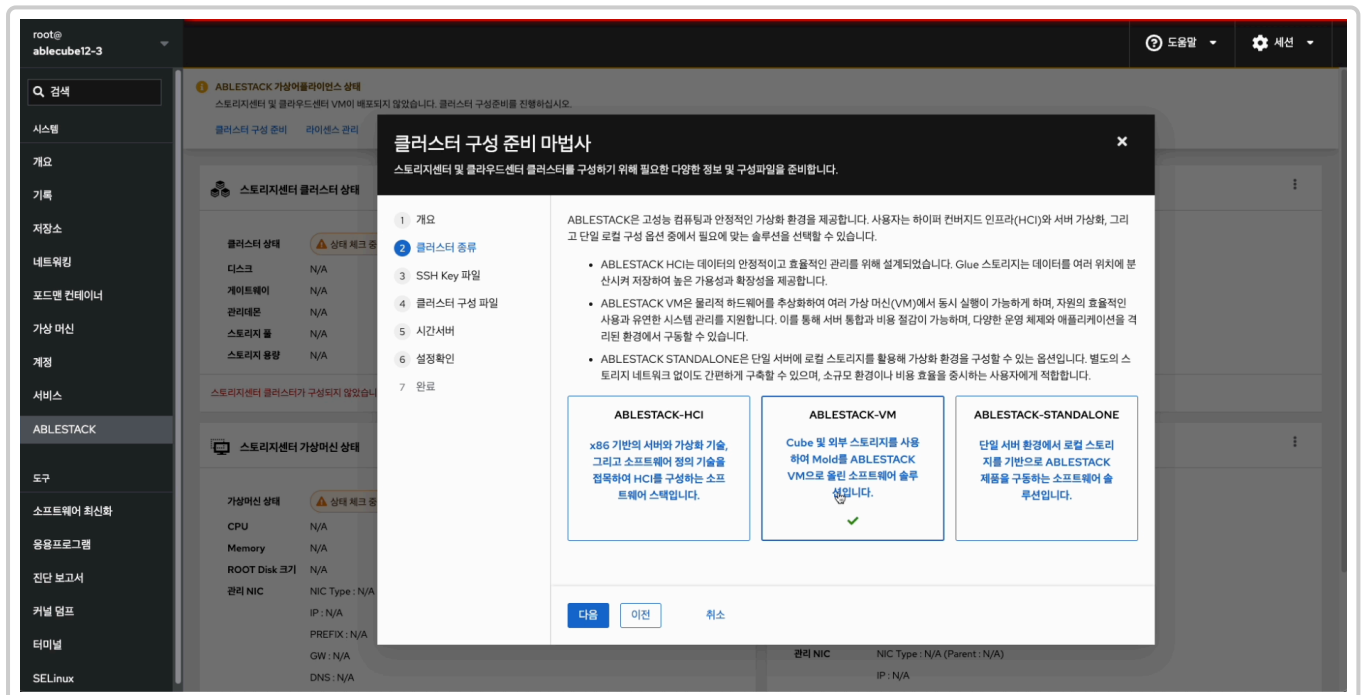 root@
ablecube12-3
도움말
세션
검색
시스템
개요
기록
저장소
네트워킹
포드맨 컨테이너
가상 머신
계정
서비스
ABLESTACK
도구
소프트웨어 최신화
응용프로그램
진단 보고서
커널 덤프
터미널
SELinux
ABLESTACK 가상어플라이언스 상태
스토리지센터 및 클라우드센터 VM이 배포되지 않았습니다. 클러스터 구성준비를 진행하십시오.
클러스터 구성 준비
라이센스 관리
스토리지센터 클러스터 상태
클러스터 상태
상태 체크 중
디스크 N/A
게이트웨이 N/A
관리데몬 N/A
스토리지 풀 N/A
스토리지 용량 N/A
스토리지센터 클러스터가 구성되지 않았습니
스토리지센터 가상머신 상태
가상머신 상태
상태 체크 중
CPU N/A
Memory N/A
ROOT Disk 크기 N/A
관리 NIC NIC Type : N/A
IP : N/A
PREFIX : N/A
GW : N/A
DNS : N/A
클러스터 구성 준비 마법사
스토리지센터 및 클라우드센터 클러스터를 구성하기 위해 필요한 다양한 정보 및 구성파일을 준비합니다.
1 개요
2 클러스터 종류
3 SSH Key 파일
4 클러스터 구성 파일
5 시간서버
6 설정확인
7 완료
ABLESTACK은 고성능 컴퓨팅과 안정적인 가상화 환경을 제공합니다. 사용자는 하이퍼 컨버지드 인프라(HCI)와 서버 가상화, 그리
고 단일 로컬 구성 옵션 중에서 필요에 맞는 솔루션을 선택할 수 있습니다.
• ABLESTACK HCI는 데이터의 안정적이고 효율적인 관리를 위해 설계되었습니다. Glue 스토리지는 데이터를 여러 위치에 분
산시켜 저장하여 높은 가용성과 확장성을 제공합니다.
• ABLESTACK VM은 물리적 하드웨어를 추상화하여 여러 가상 머신(VM)에서 동시 실행이 가능하게 하며, 자원의 효율적인
사용과 유연한 시스템 관리를 지원합니다. 이를 통해 서버 통합과 비용 절감이 가능하며, 다양한 운영 체제와 애플리케이션을 격
리된 환경에서 구동할 수 있습니다.
• ABLESTACK STANDALONE은 단일 서버에 로컬 스토리지를 활용해 가상화 환경을 구성할 수 있는 옵션입니다. 별도의 스
토리지 네트워크 없이도 간편하게 구축할 수 있으며, 소규모 환경이나 비용 효율을 중시하는 사용자에게 적합합니다.
ABLESTACK-HCI
x86 기반의 서버와 가상화 기술,
그리고 소프트웨어 정의 기술을
접목하여 HCI를 구성하는 소프
트웨어 스택입니다.
ABLESTACK-VM
Cube 및 외부 스토리지를 사용
하여 Mold를 ABLESTACK
VM으로 올린 소프트웨어 솔루
션입니다.
ABLESTACK-STANDALONE
단일 서버 환경에서 로컬 스토리
지를 기반으로 ABLESTACK
제품을 구동하는 소프트웨어 솔
루션입니다.
다음
이전
취소
관리 NIC NIC Type : N/A (Parent : N/A)
IP : N/A